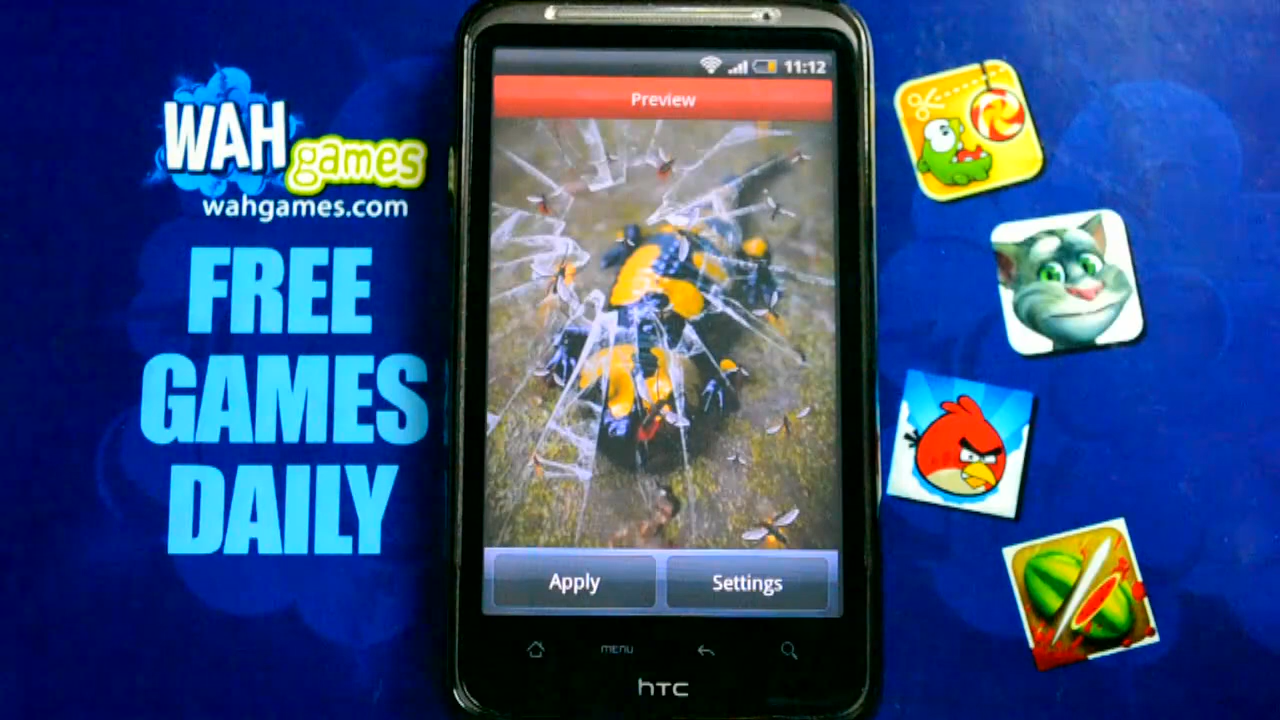 WAH games
wahgames.com
FREE
GAMES
DAILY
11:12
Preview
Apply
Settings
MENU
hTC